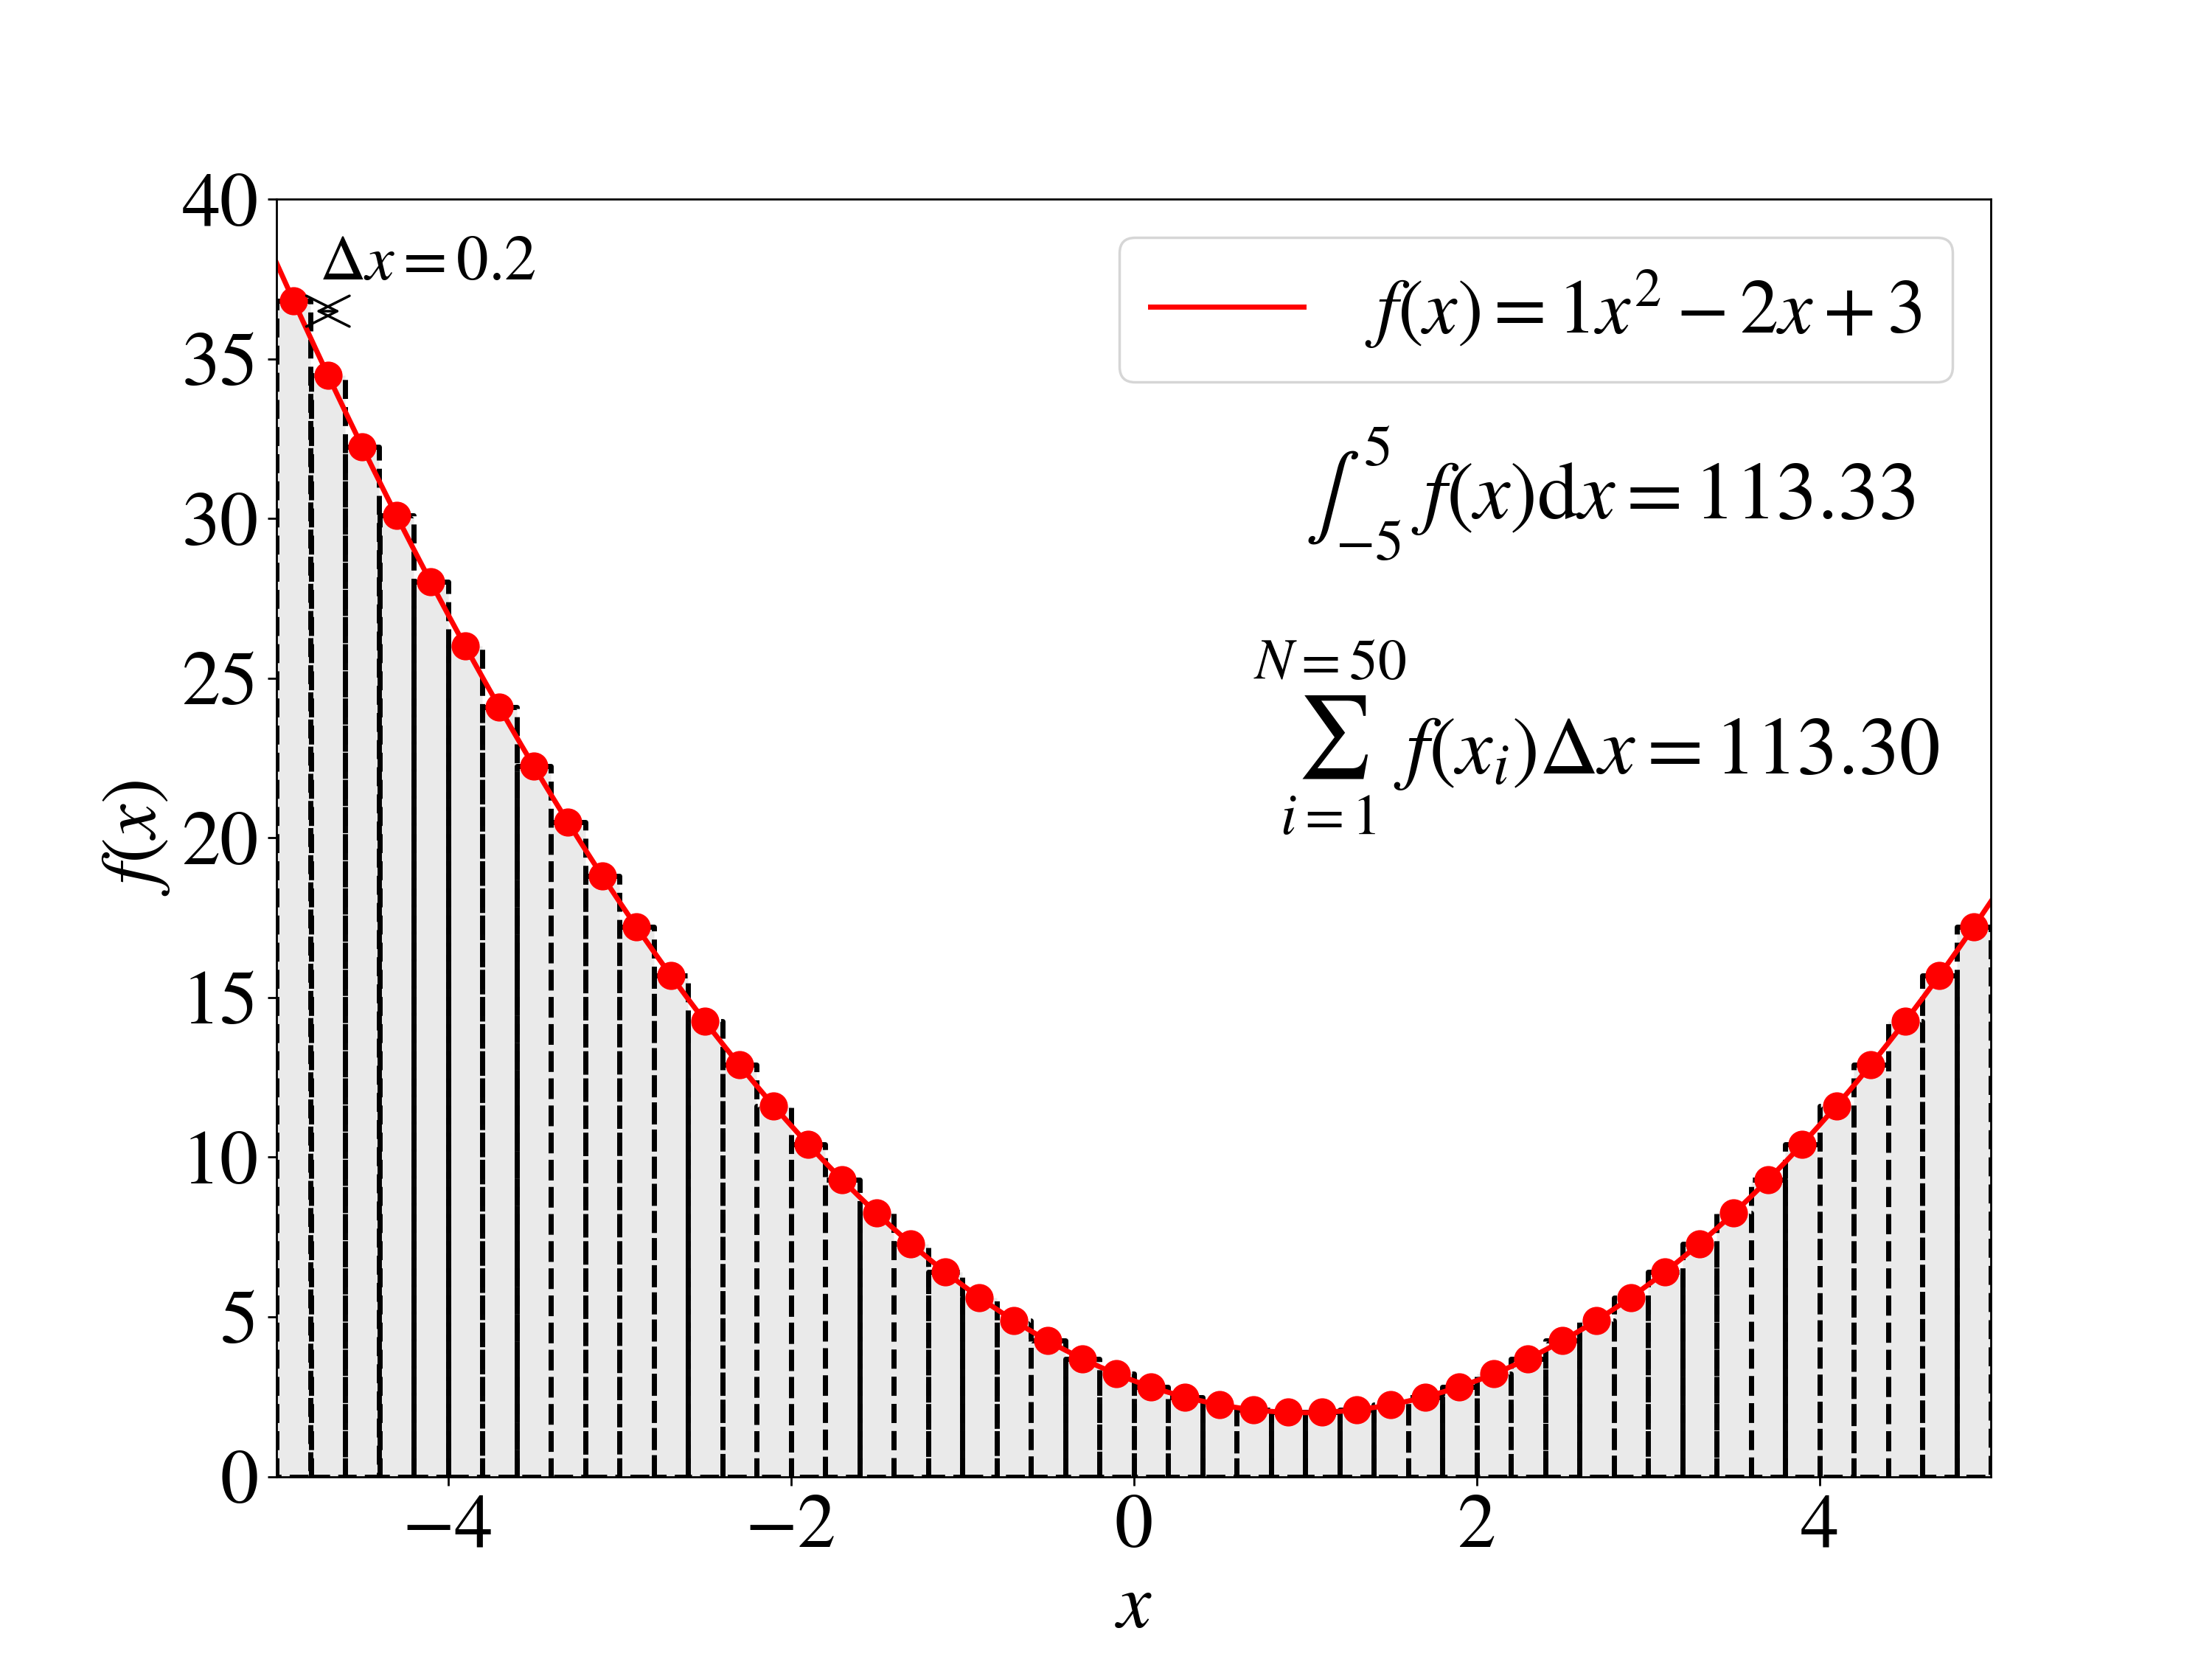 40
35
30
25
20
15
10
5
0
f(x)
Δx = 0.2
f(x) = 1x² − 2x + 3
∫₋₅⁵ f(x)dx = 113.33
N = 50
∑ f(xᵢ)Δx = 113.30
i = 1
−4 −2 0 2 4
x